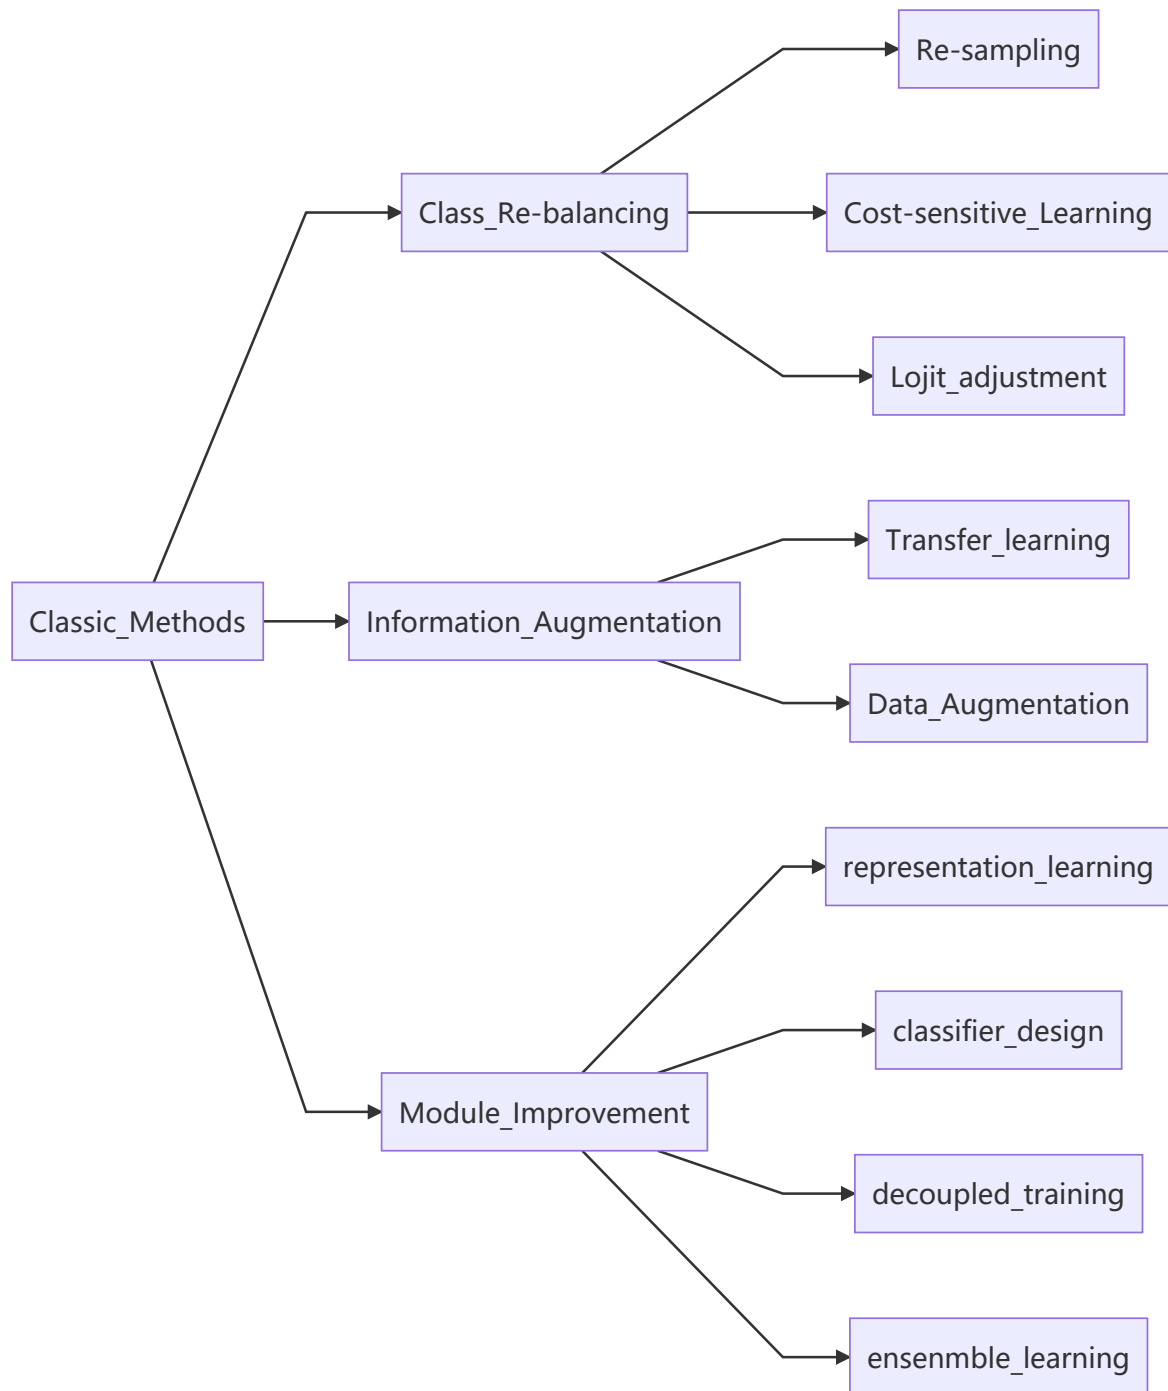 Re-sampling
Class_Re-balancing
Cost-sensitive_Learning
Lojit_adjustment
Transfer_learning
Classic_Methods
Information_Augmentation
Data_Augmentation
representation_learning
classifier_design
Module_Improvement
decoupled_training
ensenmble_learning